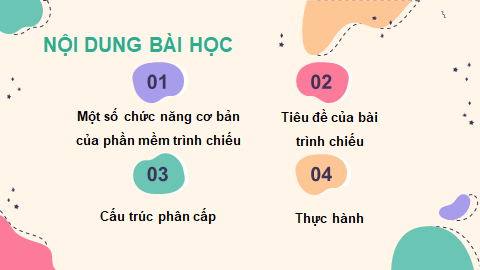 NỘI DUNG BÀI HỌC
01
Một số chức năng cơ bản
của phần mềm trình chiếu
02
Tiêu đề của bài
trình chiếu
03
Cấu trúc phân cấp
04
Thực hành